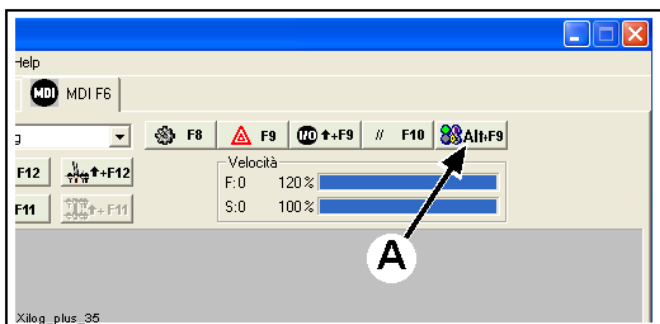 Help
MDI MDI F6
g F8 F9 I/O ⬆+F9 // F10 Alt+F9
F12 ⬆+F12
Velocità
F:0 120%
F11 ⬆+F11
S:0 100%
A
Xilog_plus_35